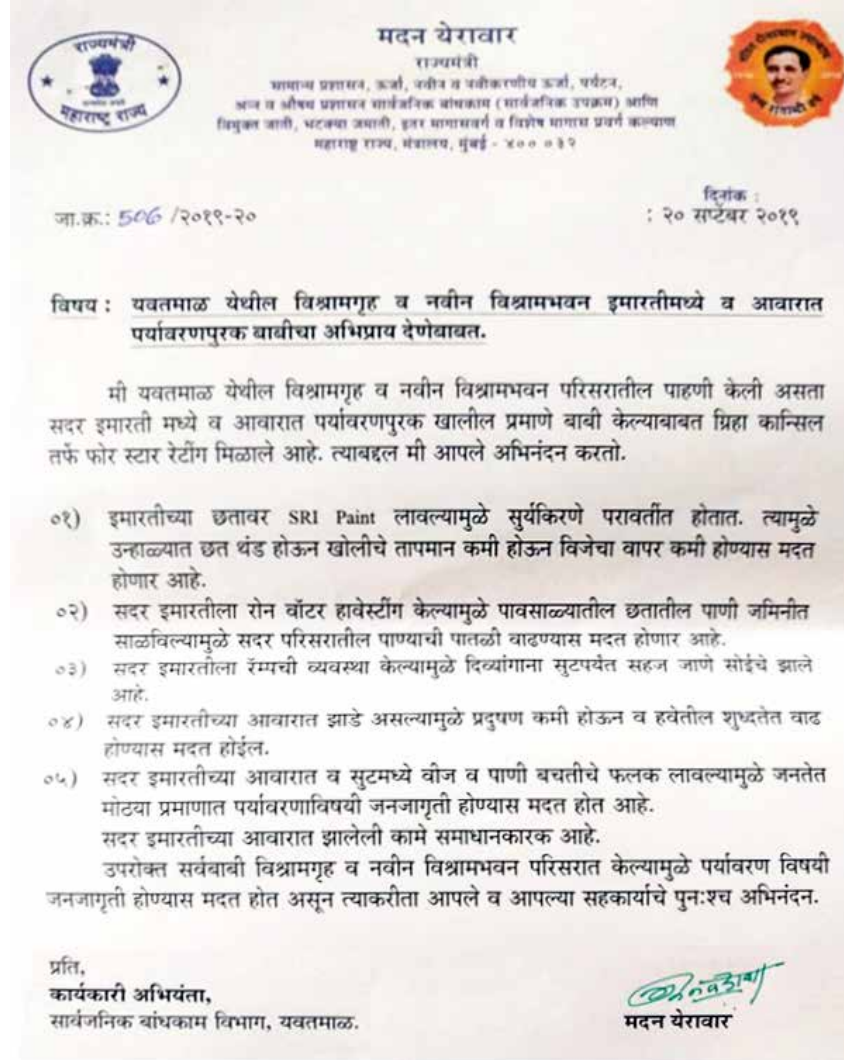 राज्यमंत्री
महाराष्ट्र राज्य
मदन येरावार
राज्यमंत्री
सामान्य प्रशासन, ऊर्जा, नवीन व नवीकरणीय ऊर्जा, पर्यटन,
अन्न व औषध प्रशासन सार्वजनिक बांधकाम (सार्वजनिक उपक्रम) आणि
विमुक्त जाती, भटक्या जमाती, इतर मागासवर्ग व विशेष मागास प्रवर्ग कल्याण
महाराष्ट्र राज्य, मंत्रालय, मुंबई - ४०० ०३२
जा.क्र.: 506 /२०१९-२०
दिनांक :
: २० सप्टेंबर २०१९
विषय : यवतमाळ येथील विश्रामगृह व नवीन विश्रामभवन इमारतीमध्ये व आवारात
पर्यावरणपुरक बाबीचा अभिप्राय देणेबाबत.
मी यवतमाळ येथील विश्रामगृह व नवीन विश्रामभवन परिसरातील पाहणी केली असता
सदर इमारती मध्ये व आवारात पर्यावरणपुरक खालील प्रमाणे बाबी केल्याबाबत ग्रिहा कान्सिल
तर्फे फोर स्टार रेटींग मिळाले आहे. त्याबद्दल मी आपले अभिनंदन करतो.
०१) इमारतीच्या छतावर SRI Paint लावल्यामुळे सुर्यकिरणे परावर्तीत होतात. त्यामुळे
उन्हाळ्यात छत थंड होऊन खोलीचे तापमान कमी होऊन विजेचा वापर कमी होण्यास मदत
होणार आहे.
०२) सदर इमारतीला रोन वॉटर हार्वेस्टींग केल्यामुळे पावसाळ्यातील छतातील पाणी जमिनीत
साळविल्यामुळे सदर परिसरातील पाण्याची पातळी वाढण्यास मदत होणार आहे.
०३) सदर इमारतीला रॅम्पची व्यवस्था केल्यामुळे दिव्यांगाना सुटपर्यंत सहज जाणे सोईचे झाले
आहे.
०४) सदर इमारतीच्या आवारात झाडे असल्यामुळे प्रदुषण कमी होऊन व हवेतील शुध्दतेत वाढ
होण्यास मदत होईल.
०५) सदर इमारतीच्या आवारात व सुटमध्ये वीज व पाणी बचतीचे फलक लावल्यामुळे जनतेत
मोठया प्रमाणात पर्यावरणाविषयी जनजागृती होण्यास मदत होत आहे.
सदर इमारतीच्या आवारात झालेली कामे समाधानकारक आहे.
उपरोक्त सर्वबाबी विश्रामगृह व नवीन विश्रामभवन परिसरात केल्यामुळे पर्यावरण विषयी
जनजागृती होण्यास मदत होत असून त्याकरीता आपले व आपल्या सहकार्याचे पुन:श्च अभिनंदन.
प्रति,
कार्यकारी अभियंता,
सार्वजनिक बांधकाम विभाग, यवतमाळ.
मदन येरावार